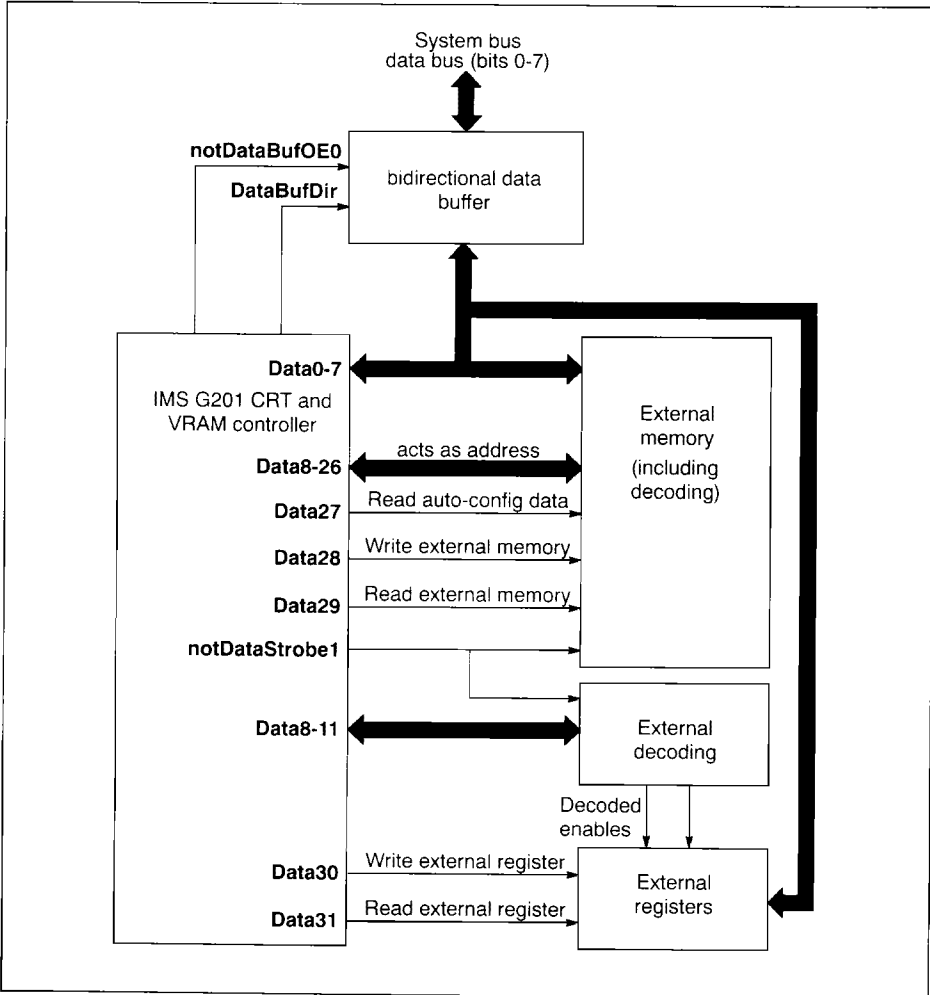 System bus
data bus (bits 0-7)
notDataBufOE0
DataBufDir
bidirectional data
buffer
Data0-7
IMS G201 CRT and
VRAM controller
External
memory
(including
decoding)
Data8-26
acts as address
Data27
Read auto-config data
Data28
Write external memory
Data29
Read external memory
notDataStrobe1
Data8-11
External
decoding
Decoded
enables
Data30
Write external register
External
registers
Data31
Read external register